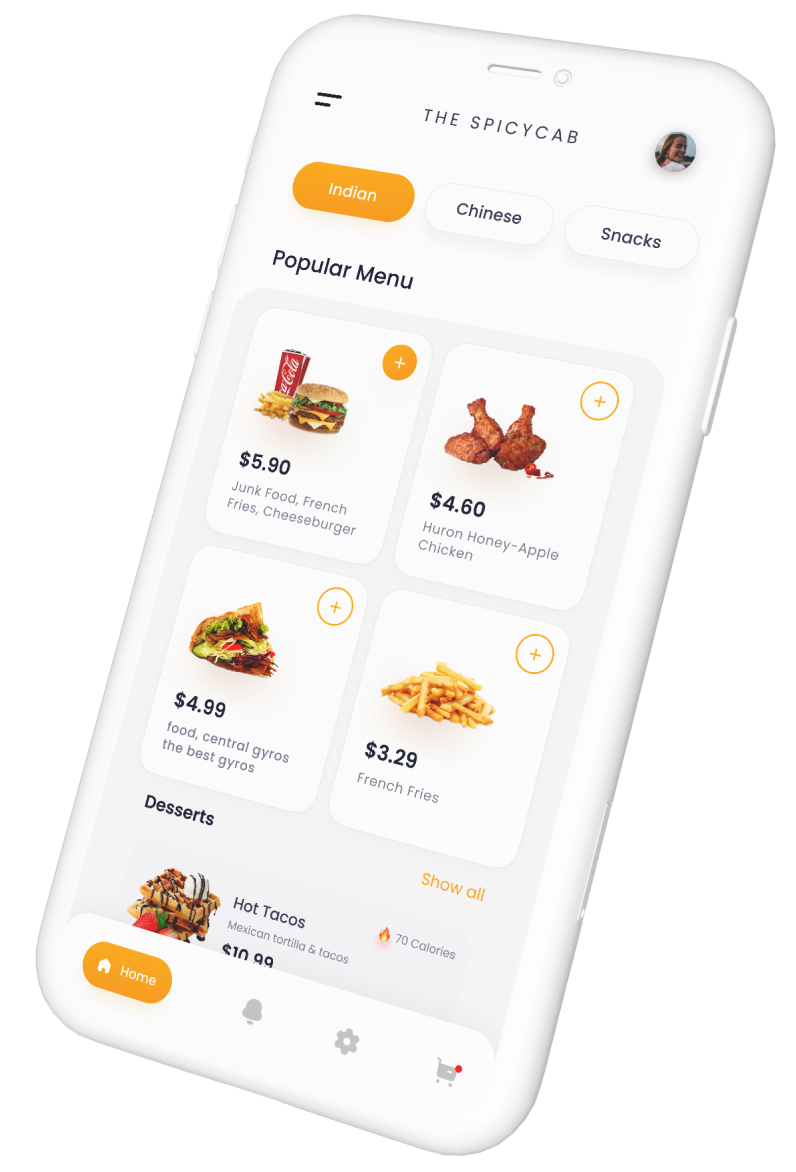 THE SPICYCAB
Indian
Chinese
Snacks
Popular Menu
Coca-Cola
$5.90
Junk Food, French
Fries, Cheeseburger
$4.60
Huron Honey-Apple
Chicken
$4.99
food, central gyros
the best gyros
$3.29
French Fries
Desserts
Show all
Hot Tacos
Mexican tortilla & tacos
70 Calories
$10.99
Home